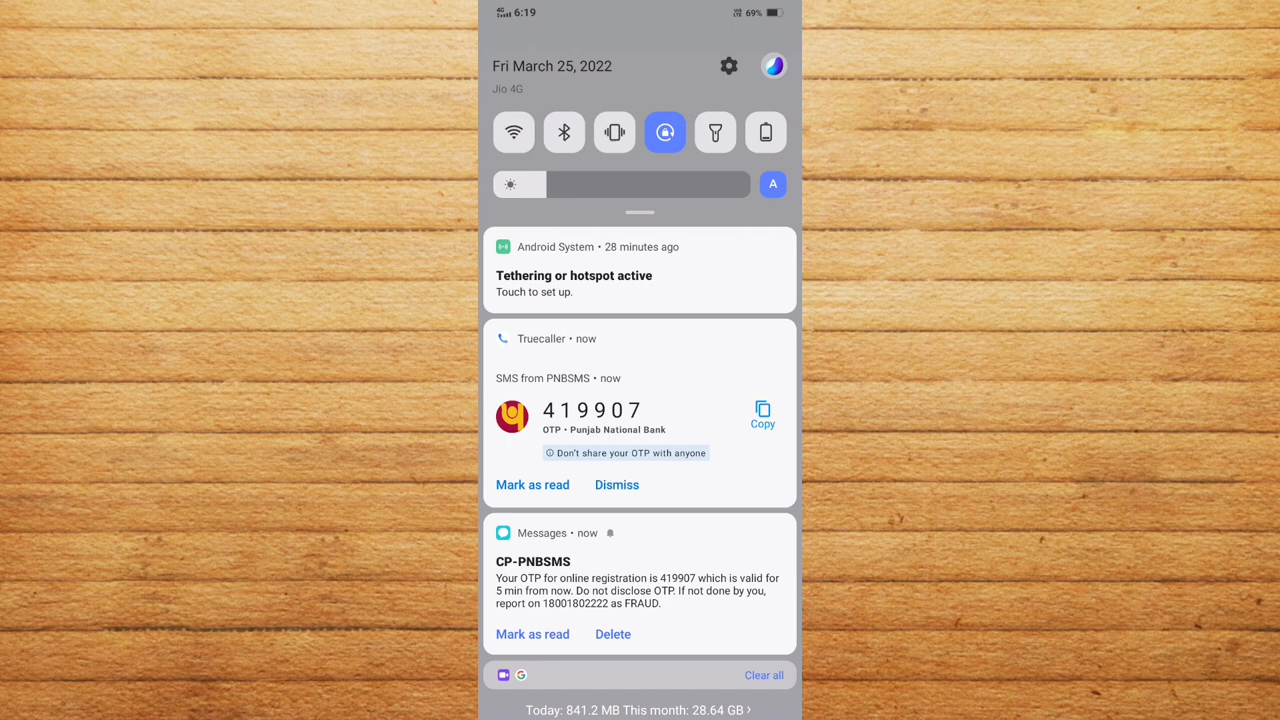 4G 6:19
VoI) LTE 69%
Fri March 25, 2022
Jio 4G
A
Android System • 28 minutes ago
Tethering or hotspot active
Touch to set up.
Truecaller • now
SMS from PNBSMS • now
419907
Copy
OTP • Punjab National Bank
Don't share your OTP with anyone
Mark as read Dismiss
Messages • now
CP-PNBSMS
Your OTP for online registration is 419907 which is valid for
5 min from now. Do not disclose OTP. If not done by you,
report on 18001802222 as FRAUD.
Mark as read Delete
Clear all
Today: 841.2 MB This month: 28.64 GB ›